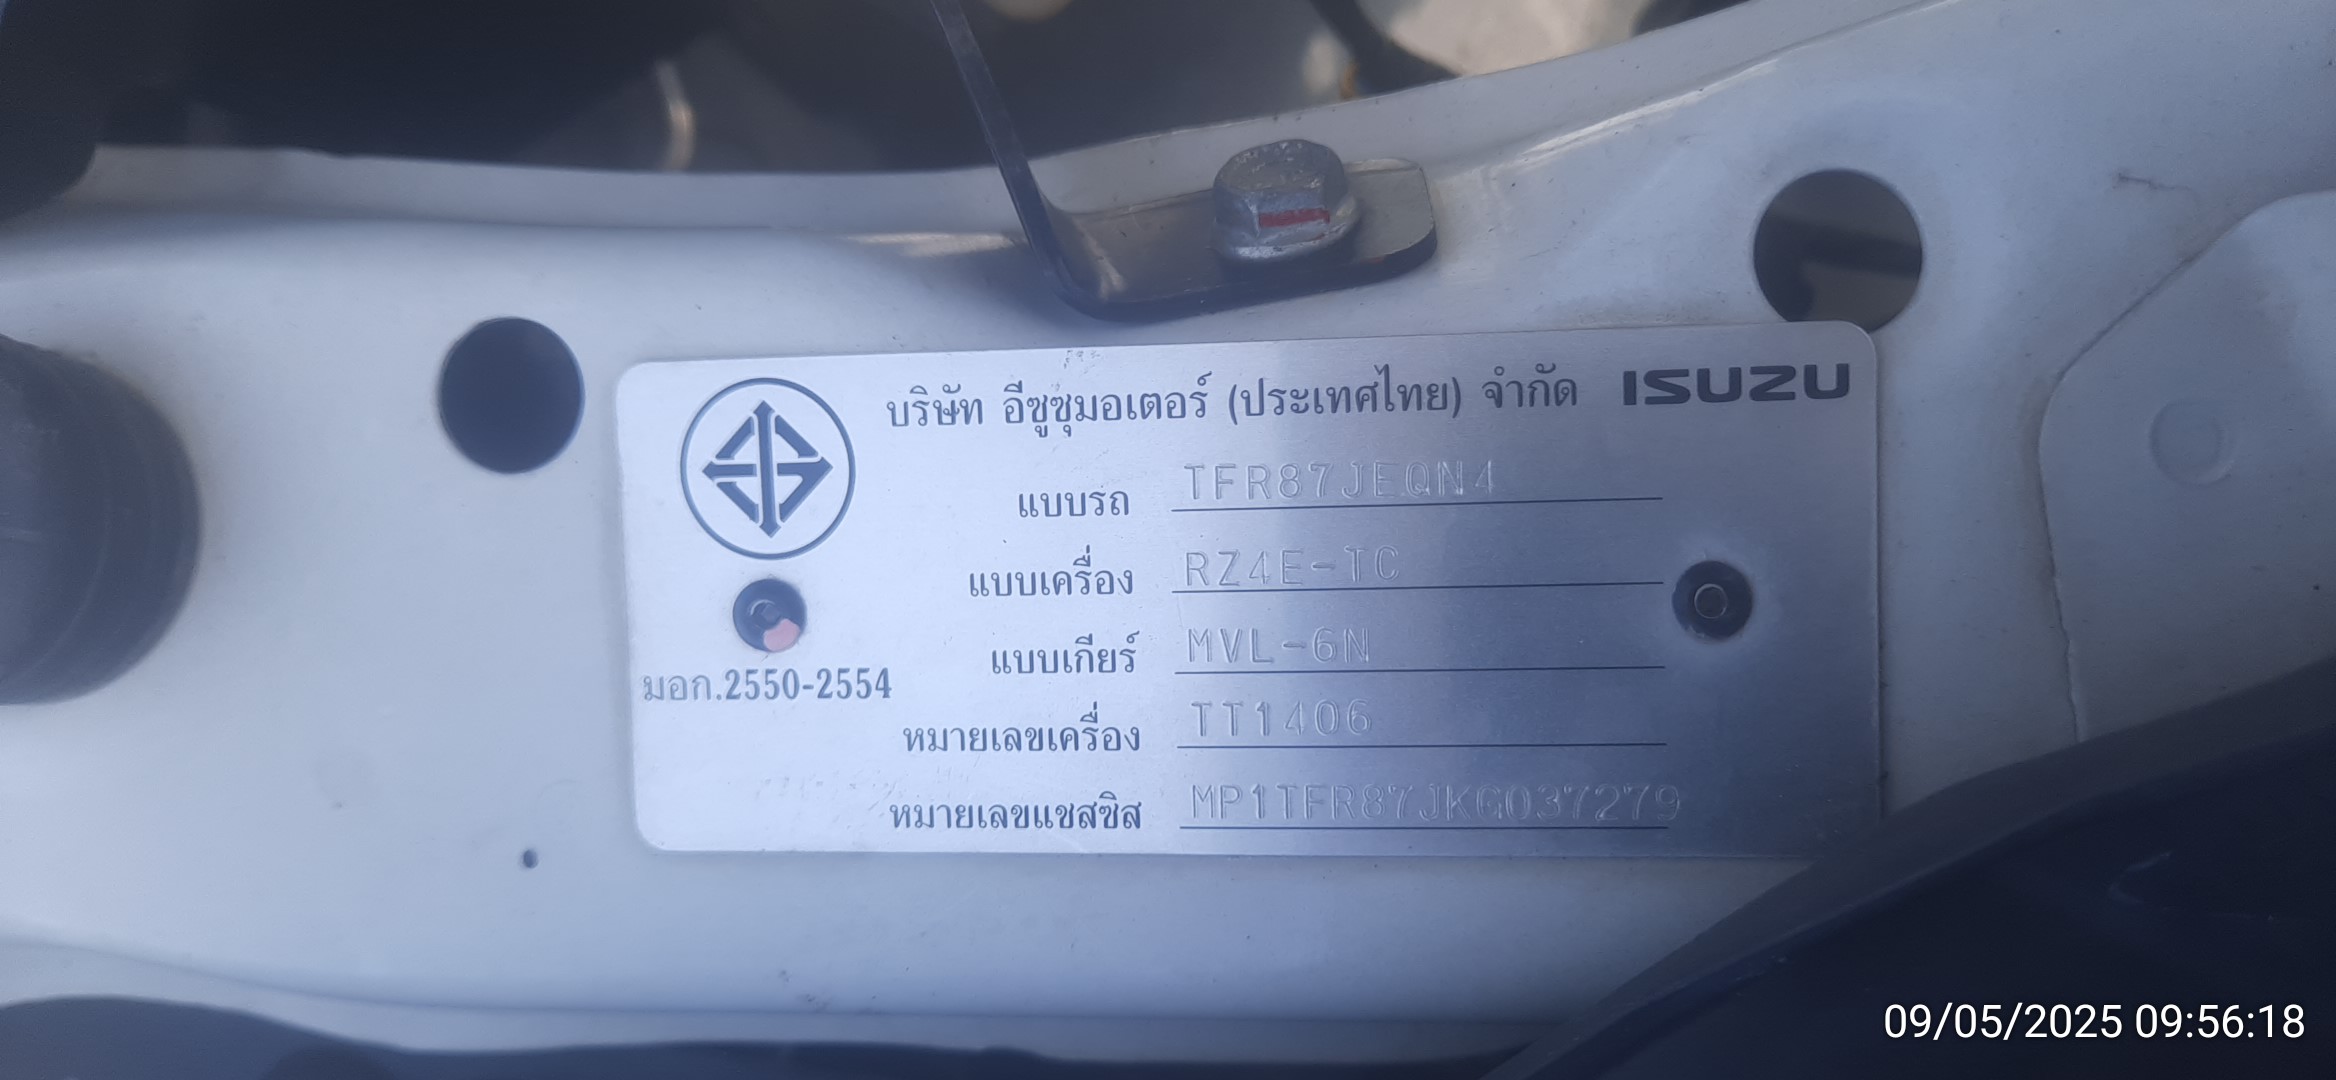 บริษัท อีซูซุมอเตอร์ (ประเทศไทย) จำกัด ISUZU
แบบรถ TFR87JEQN4
แบบเครื่อง RZ4E-TC
แบบเกียร์ MVL-6N
มอก.2550-2554
หมายเลขเครื่อง TT1406
หมายเลขแชสซิส MP1TFR87JKG037279
09/05/2025 09:56:18